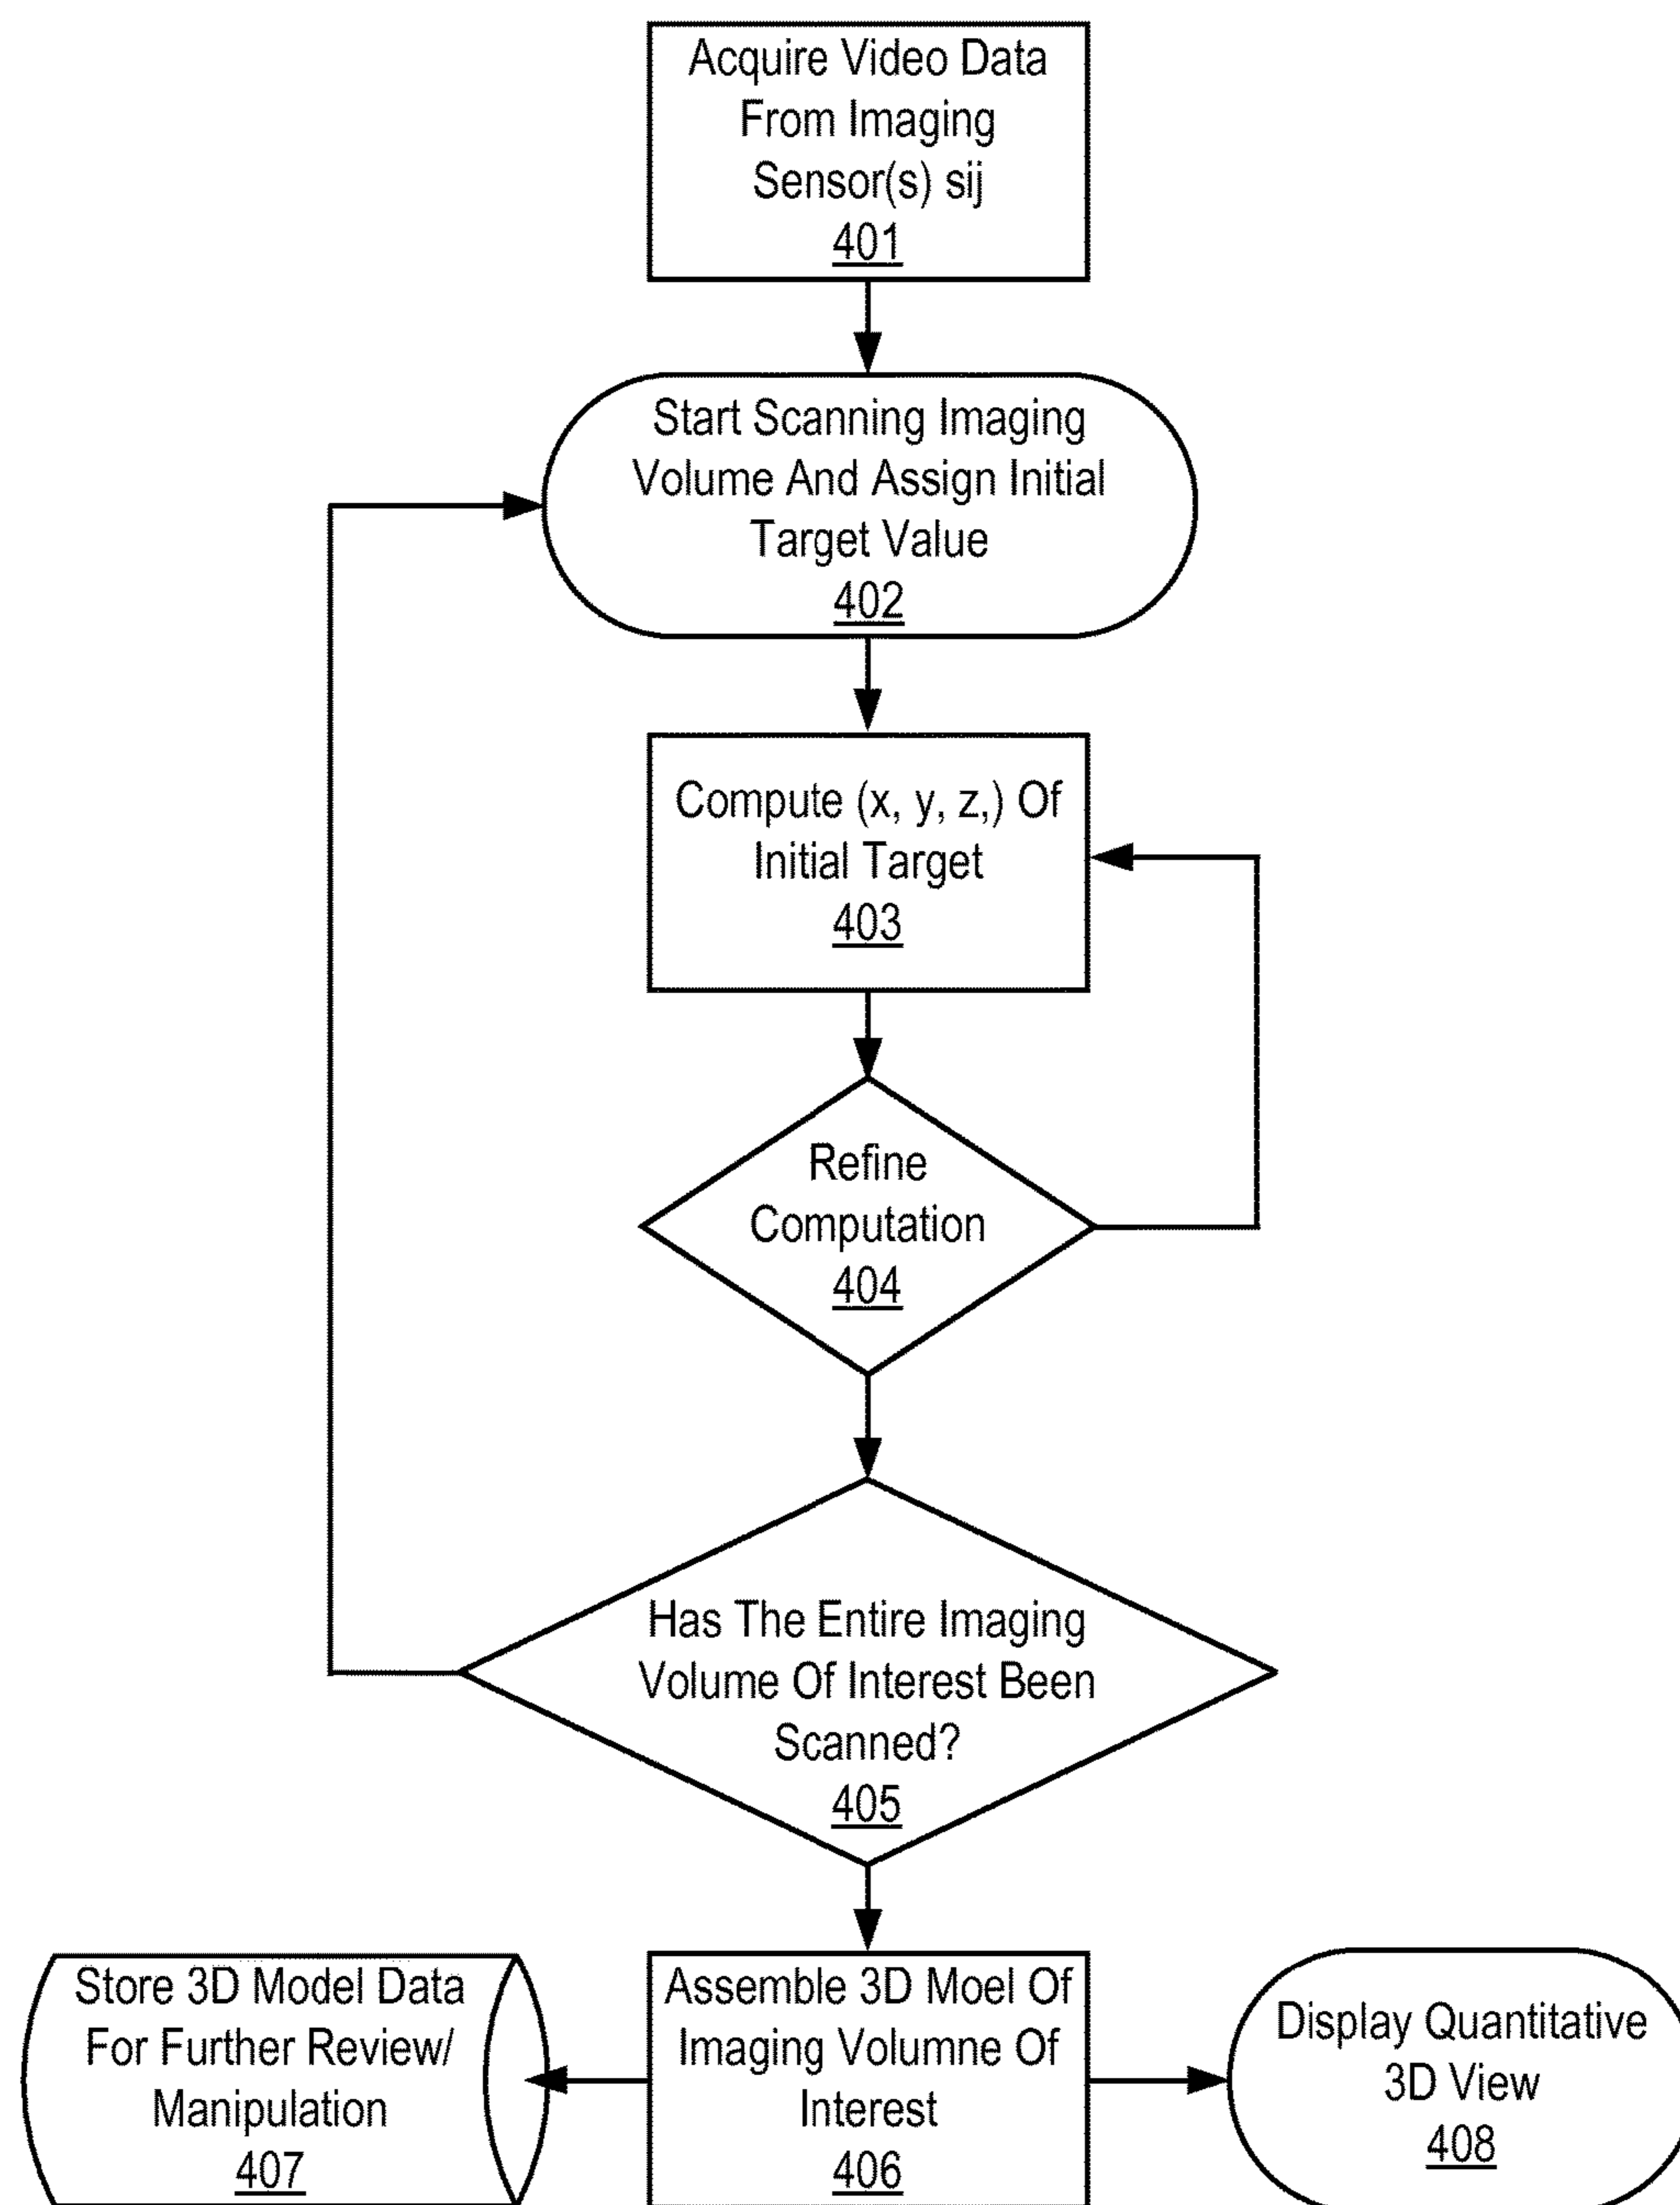 Acquire Video Data
From Imaging
Sensor(s) sij
401
Start Scanning Imaging
Volume And Assign Initial
Target Value
402
Compute (x, y, z,) Of
Initial Target
403
Refine
Computation
404
Has The Entire Imaging
Volume Of Interest Been
Scanned?
405
Store 3D Model Data
For Further Review/
Manipulation
407
Assemble 3D Moel Of
Imaging Volumne Of
Interest
406
Display Quantitative
3D View
408